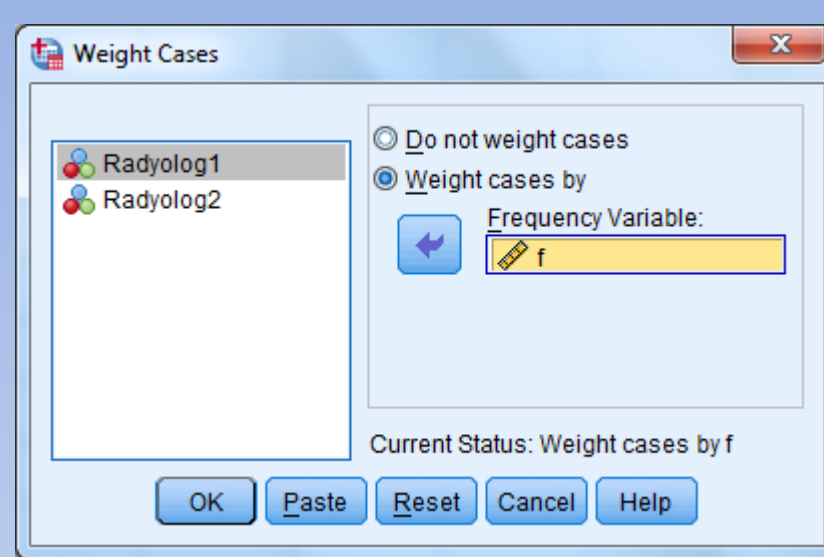 Weight Cases
Radyolog1
Radyolog2
Do not weight cases
Weight cases by
Frequency Variable:
f
Current Status: Weight cases by f
OK
Paste
Reset
Cancel
Help